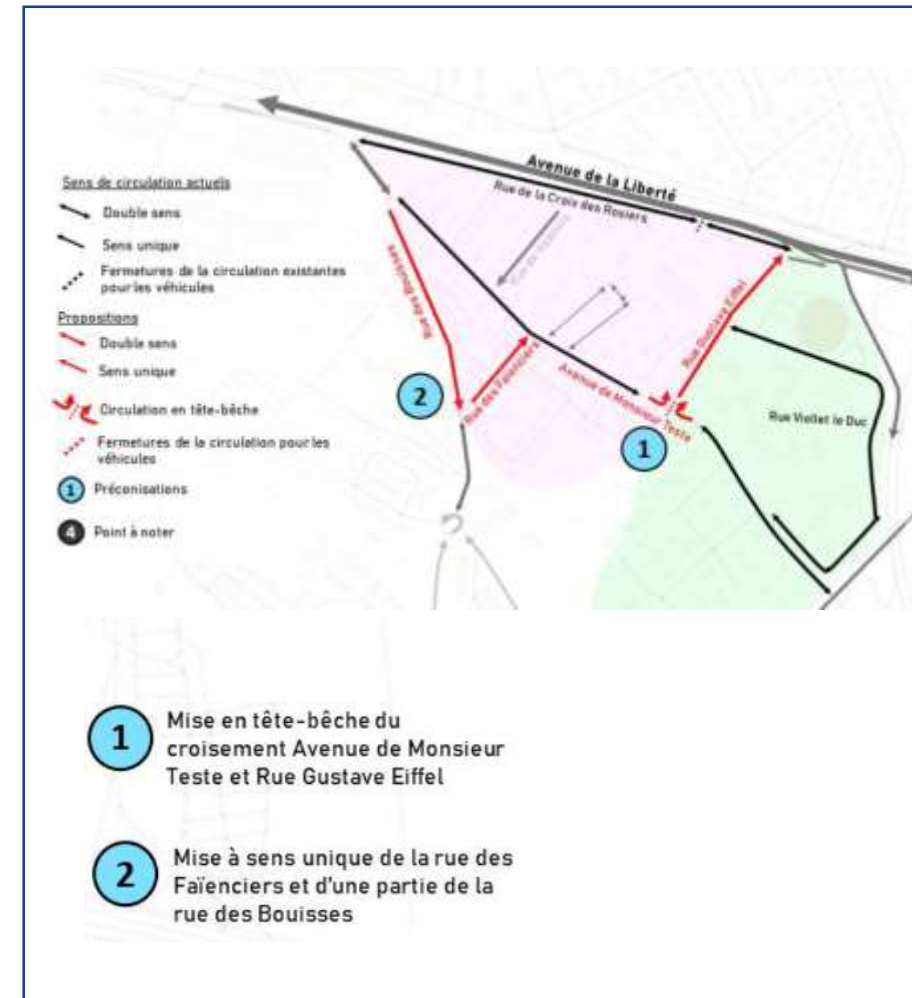 Avenue de la Liberté
Rue de la Croix des Rosiers
Sens de circulation actuels
Double sens
Sens unique
Fermetures de la circulation existantes
pour les véhicules
Propositions
Double sens
Sens unique
Circulation en tête-bêche
Fermetures de la circulation pour les
véhicules
1 Préconisations
4 Point à noter
Rue des Bouisses
2
Rue des Faïenciers
Avenue de Monsieur Teste
Rue Gustave Eiffel
1
Rue Viollet le Duc
1 Mise en tête-bêche du
croisement Avenue de Monsieur
Teste et Rue Gustave Eiffel
2 Mise à sens unique de la rue des
Faïenciers et d'une partie de la
rue des Bouisses